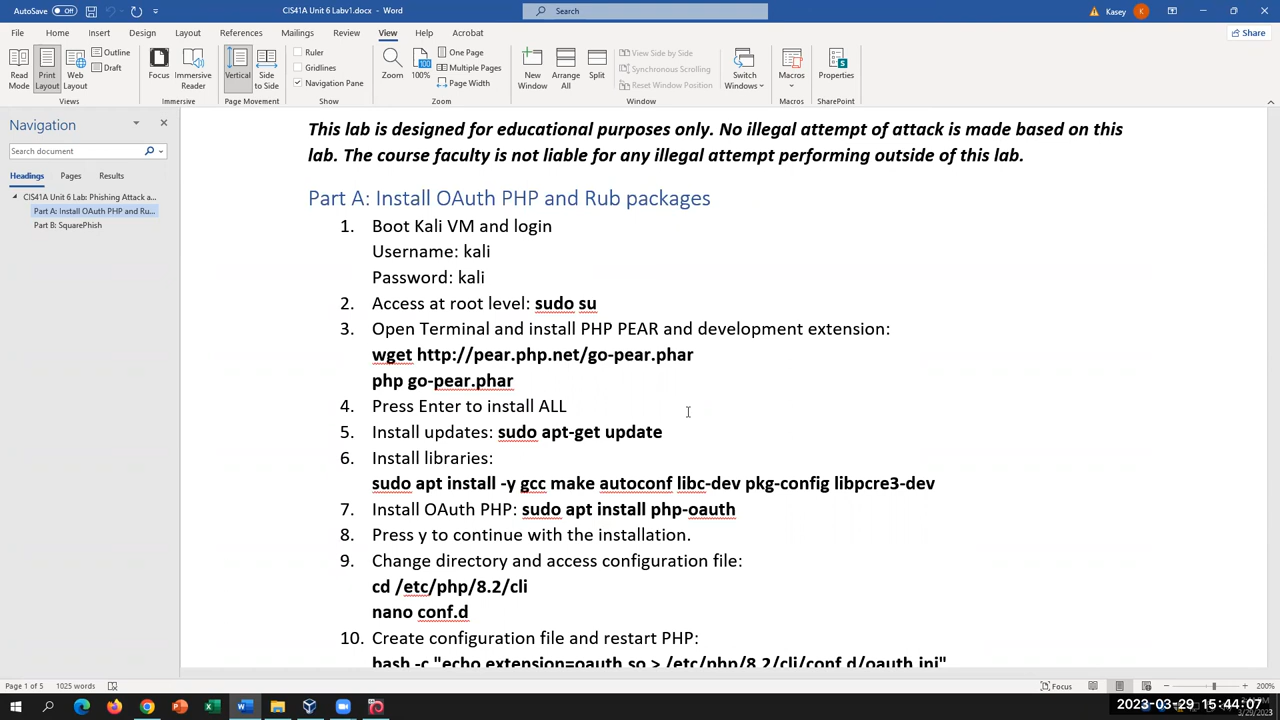 AutoSave Off CIS41A Unit 6 Labv1.docx - Word Search Kasey
File Home Insert Design Layout References Mailings Review View Help Acrobat Share
Read Mode Print Layout Web Layout Outline Draft Focus Immersive Reader Vertical Side to Side Ruler Gridlines Navigation Pane Zoom 100% One Page Multiple Pages Page Width New Window Arrange All Split View Side by Side Synchronous Scrolling Reset Window Position Switch Windows Macros Properties
Views Immersive Page Movement Show Zoom Window Macros SharePoint
Navigation
Search document
Headings Pages Results
CIS41A Unit 6 Lab: Phishing Attack a...
Part A: Install OAuth PHP and Ru...
Part B: SquarePhish
This lab is designed for educational purposes only. No illegal attempt of attack is made based on this
lab. The course faculty is not liable for any illegal attempt performing outside of this lab.
Part A: Install OAuth PHP and Rub packages
1. Boot Kali VM and login
Username: kali
Password: kali
2. Access at root level: sudo su
3. Open Terminal and install PHP PEAR and development extension:
wget http://pear.php.net/go-pear.phar
php go-pear.phar
4. Press Enter to install ALL
5. Install updates: sudo apt-get update
6. Install libraries:
sudo apt install -y gcc make autoconf libc-dev pkg-config libpcre3-dev
7. Install OAuth PHP: sudo apt install php-oauth
8. Press y to continue with the installation.
9. Change directory and access configuration file:
cd /etc/php/8.2/cli
nano conf.d
10. Create configuration file and restart PHP:
bash -c "echo extension=oauth.so > /etc/php/8.2/cli/conf.d/oauth.ini"
Page 1 of 5 1025 words Focus 200%
2023-03-29 15:44:07
3/29/2023